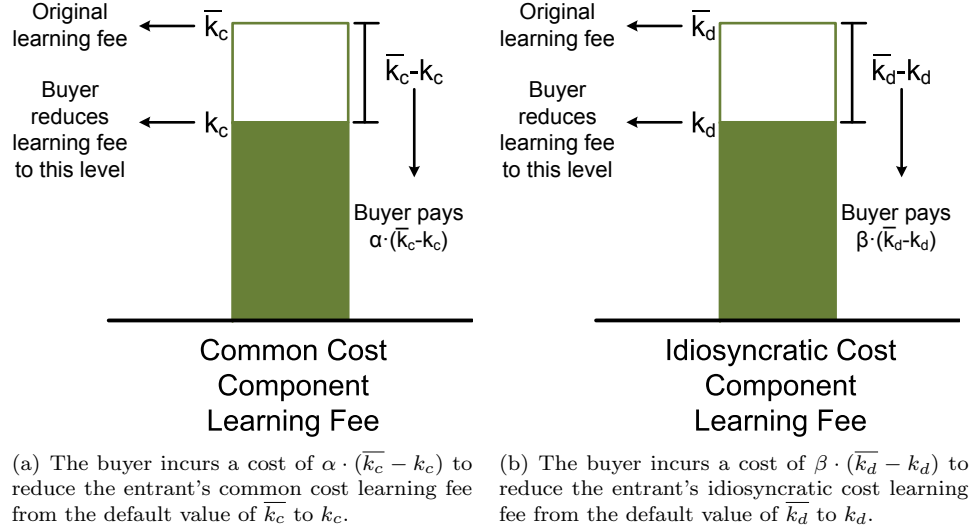 Original
learning fee
k̅c
k̅c-kc
Buyer
reduces
learning fee
to this level
kc
Buyer pays
α·(k̅c-kc)
Common Cost
Component
Learning Fee
(a) The buyer incurs a cost of α · (k̅c − kc) to
reduce the entrant’s common cost learning fee
from the default value of k̅c to kc.
Original
learning fee
k̅d
k̅d-kd
Buyer
reduces
learning fee
to this level
kd
Buyer pays
β·(k̅d-kd)
Idiosyncratic Cost
Component
Learning Fee
(b) The buyer incurs a cost of β · (k̅d − kd) to
reduce the entrant’s idiosyncratic cost learning
fee from the default value of k̅d to kd.